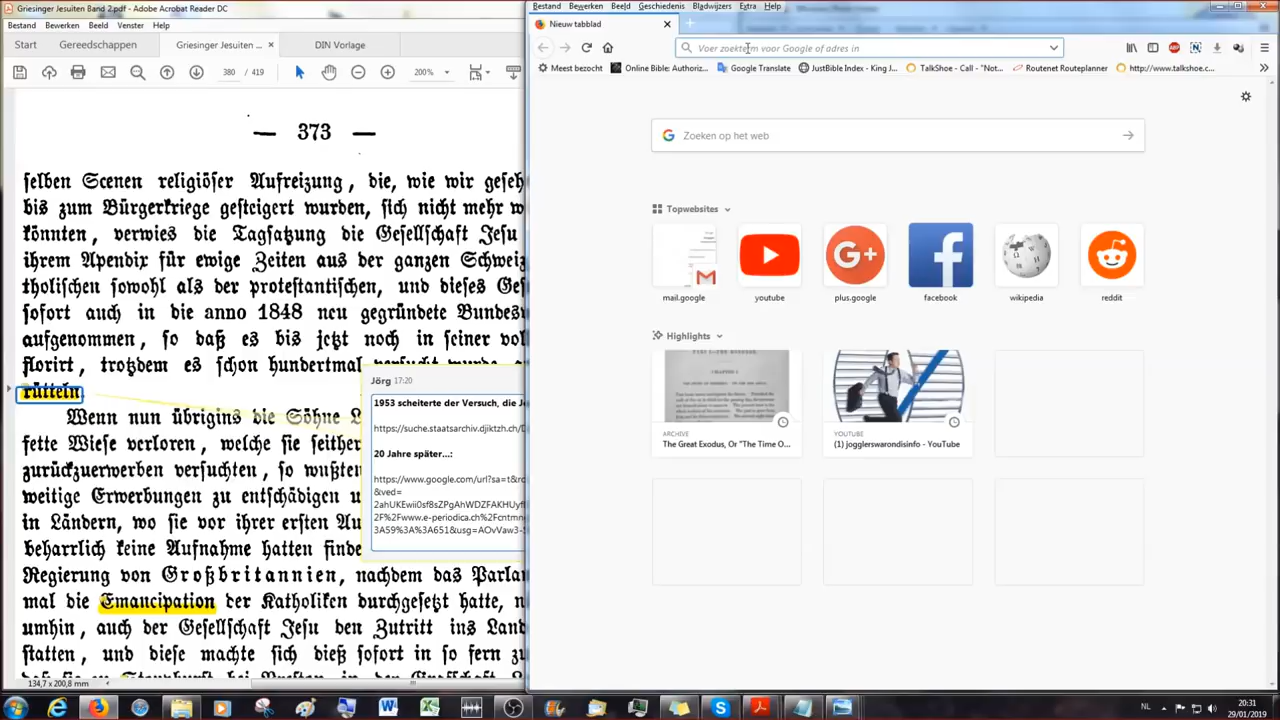 Griesinger Jesuiten Band 2.pdf - Adobe Acrobat Reader DC
Bestand Bewerken Beeld Venster Help
Start Gereedschappen Griesinger Jesuiten ... × DIN Vorlage
380 / 419 200%
— 373 —
selben Scenen religiöser Aufreizung, die, wie wir geseh
bis zum Bürgerkriege gesteigert wurden, sich nicht mehr w
könnten, verwies die Tagsatzung die Gesellschaft Jesu
ihrem Apendix für ewige Zeiten aus der ganzen Schweiz
tholischen sowohl als der protestantischen, und dieses Ges
sofort auch in die anno 1848 neu gegründete Bundesv
aufgenommen, so daß es bis jetzt noch in seiner vol
florirt, trotzdem es schon hundertmal versucht wurde
rütteln
Wenn nun übrigins die Söhne L
fette Wiese verloren, welche sie seither
zurückzuerwerben versuchten, so wußten
weitige Erwerbungen zu entschädigen u
in Ländern, wo sie vor ihrer ersten Au
beharrlich keine Aufnahme hatten finde
Regierung von Großbritannien, nachdem das Parla
mal die Emancipation der Katholiken durchgesetzt hatte, n
umhin, auch der Gesellschaft Jesu den Zutritt ins Land
statten, und diese machte sich dieß sofort in so fern zu
134,7 x 200,8 mm
Jörg 17:20
1953 scheiterte der Versuch, die Je
https://suche.staatsarchiv.djiktzh.ch/D
20 Jahre später...:
https://www.google.com/url?sa=t&ro
&ved=
2ahUKEwii0sf8sZPgAhWDZFAKHUyf
2F%2Fwww.e-periodica.ch%2Fcntmn
3A59%3A%3A651&usg=AOvVaw3-
Bestand Bewerken Beeld Geschiedenis Bladwijzers Extra Help
Nieuw tabblad
Voer zoekterm voor Google of adres in
Meest bezocht Online Bible: Authoriz... Google Translate JustBible Index - King J... TalkShoe - Call - "Not... Routenet Routeplanner http://www.talkshoe.c...
Zoeken op het web
Topwebsites
mail.google youtube plus.google facebook wikipedia reddit
Highlights
ARCHIVE
The Great Exodus, Or "The Time O...
YOUTUBE
(1) jogglerswarondisinfo - YouTube
NL 20:31
29/01/2019